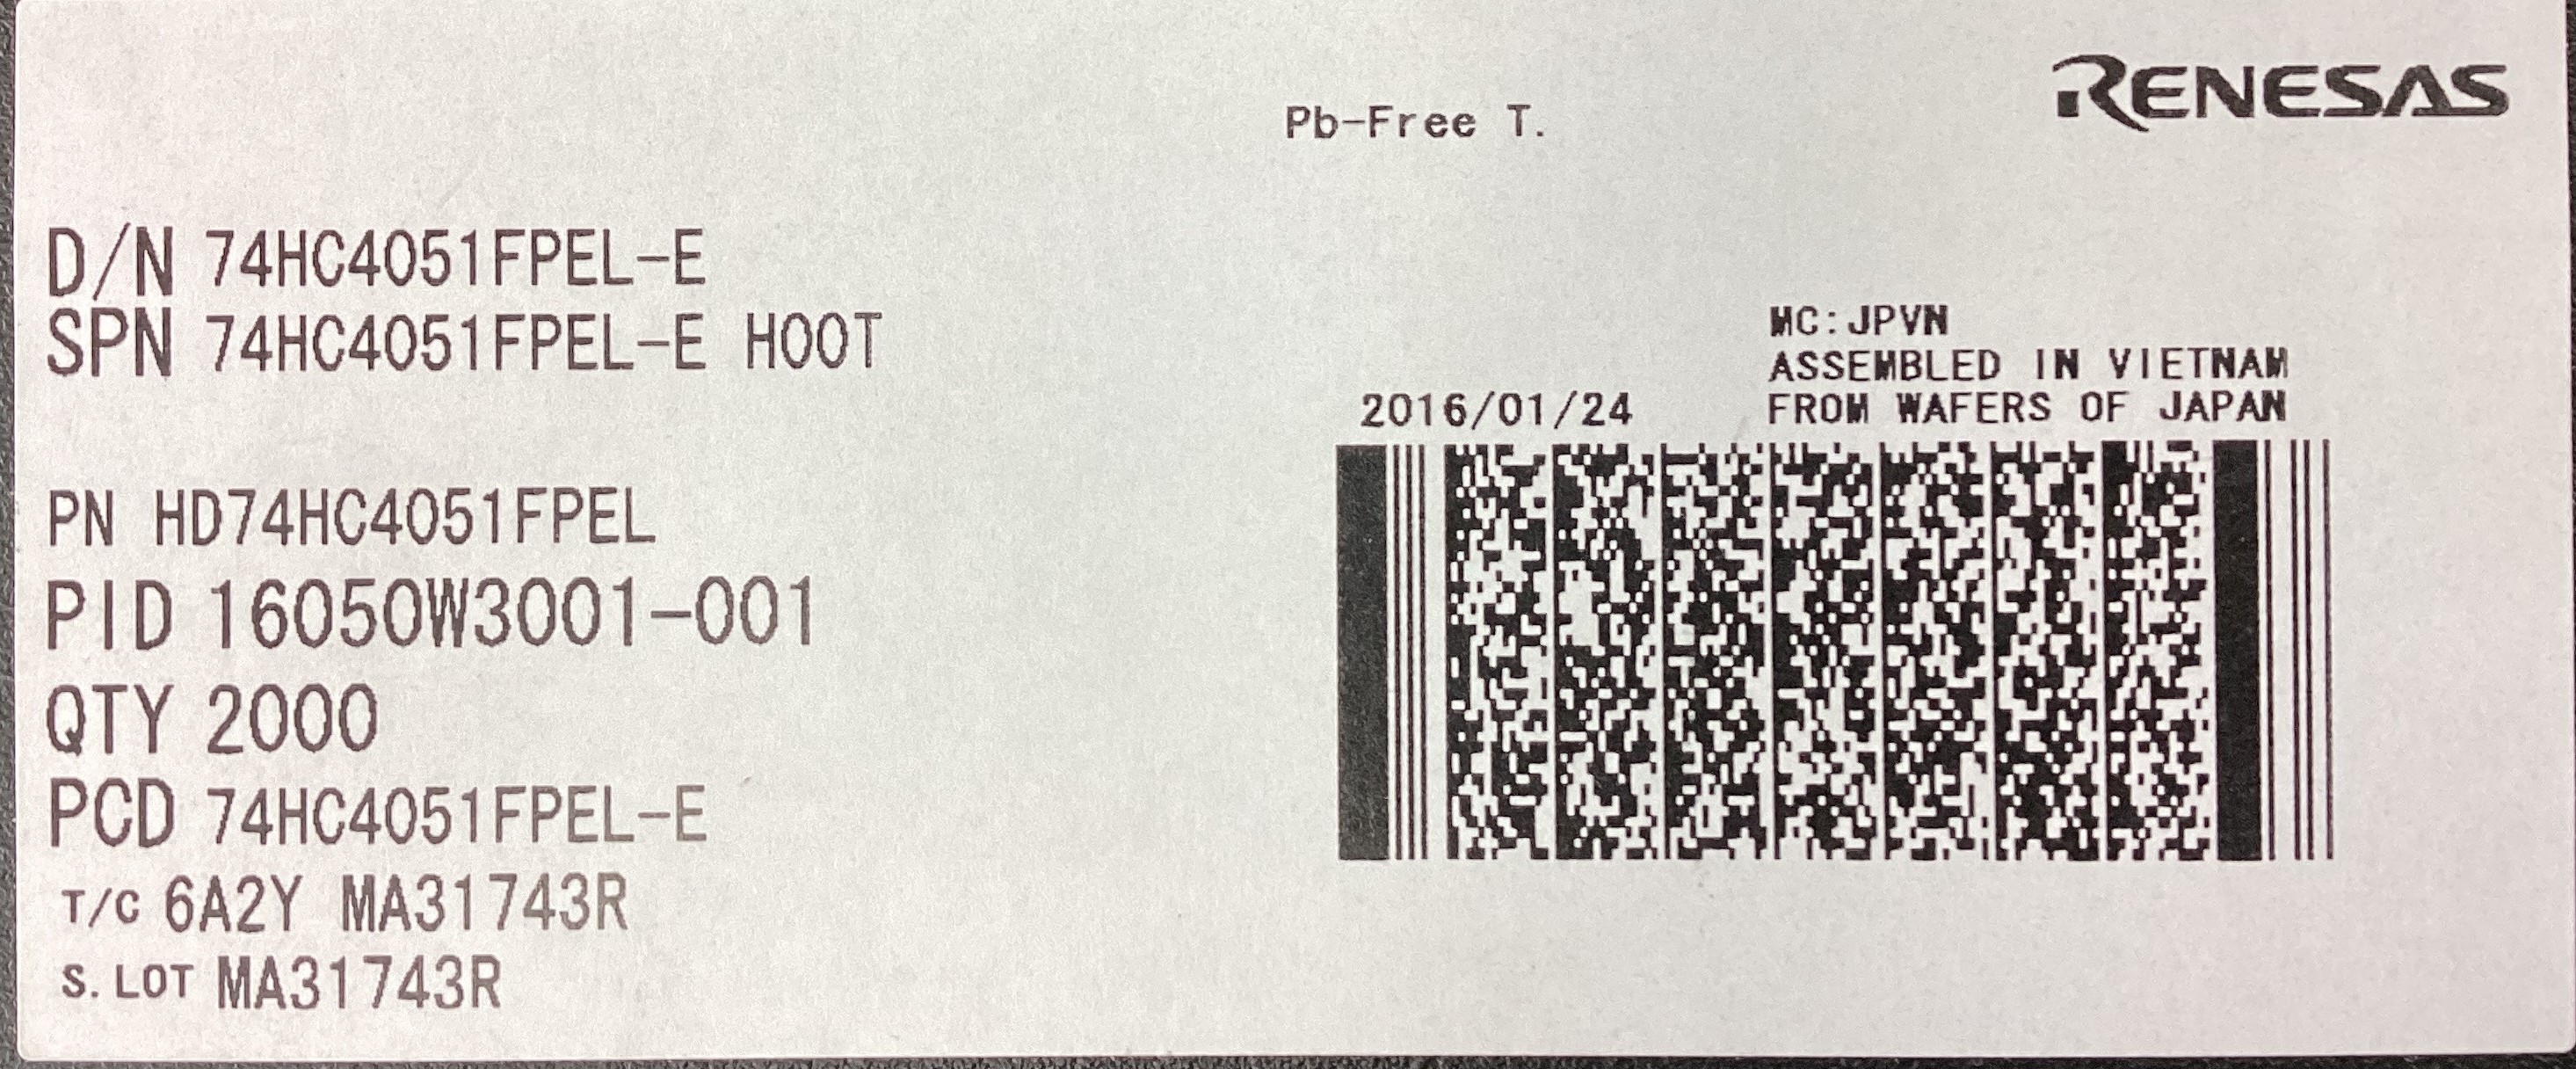 RENESAS
Pb-Free T.
D/N 74HC4051FPEL-E
SPN 74HC4051FPEL-E H00T
MC:JPVN
ASSEMBLED IN VIETNAM
2016/01/24 FROM WAFERS OF JAPAN
PN HD74HC4051FPEL
PID 16050W3001-001
QTY 2000
PCD 74HC4051FPEL-E
T/C 6A2Y MA31743R
S. LOT MA31743R